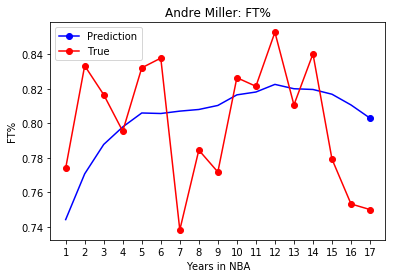 Andre Miller: FT%
Prediction
True
FT%
0.84
0.82
0.80
0.78
0.76
0.74
1 2 3 4 5 6 7 8 9 10 11 12 13 14 15 16 17
Years in NBA